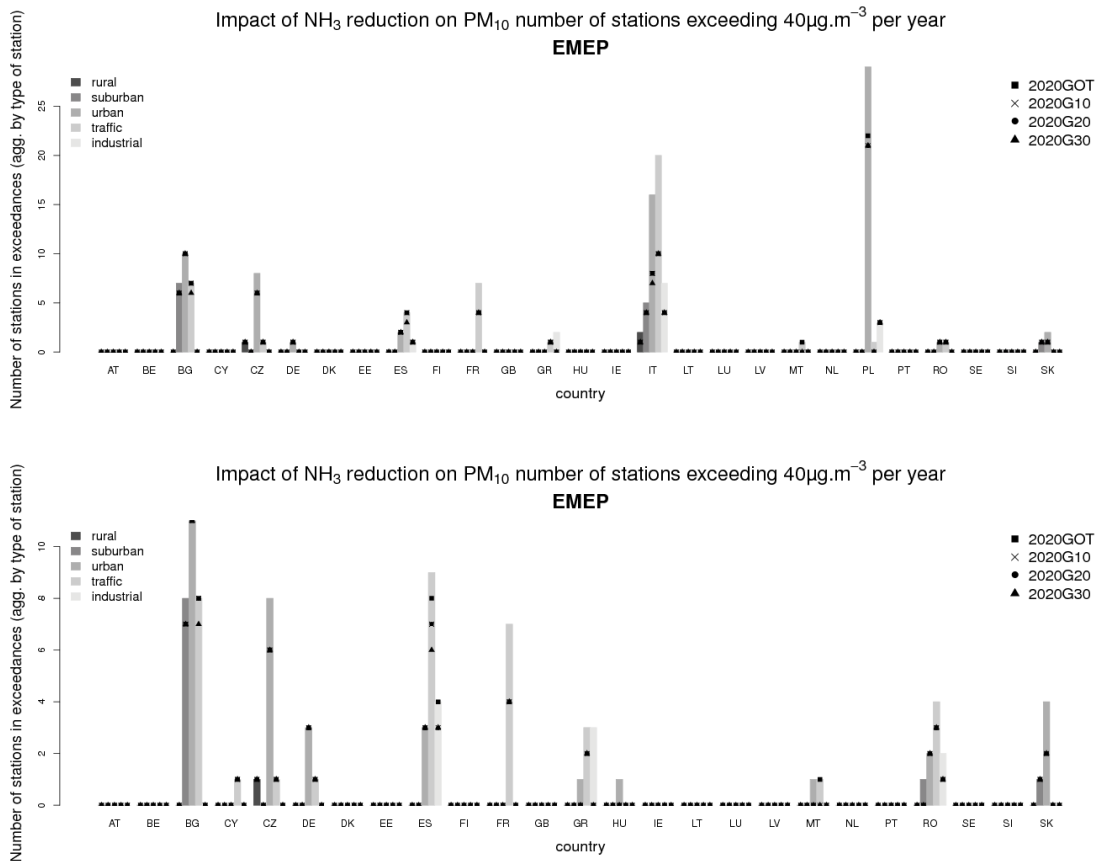 Impact of NH₃ reduction on PM₁₀ number of stations exceeding 40µg.m⁻³ per year
EMEP
Number of stations in exceedances (agg. by type of station)
rural
suburban
urban
traffic
industrial
2020GOT
2020G10
2020G20
2020G30
25
20
15
10
5
0
AT BE BG CY CZ DE DK EE ES FI FR GB GR HU IE IT LT LU LV MT NL PL PT RO SE SI SK
country
Impact of NH₃ reduction on PM₁₀ number of stations exceeding 40µg.m⁻³ per year
EMEP
Number of stations in exceedances (agg. by type of station)
rural
suburban
urban
traffic
industrial
2020GOT
2020G10
2020G20
2020G30
10
8
6
4
2
0
AT BE BG CY CZ DE DK EE ES FI FR GB GR HU IE LT LU LV MT NL PT RO SE SI SK
country